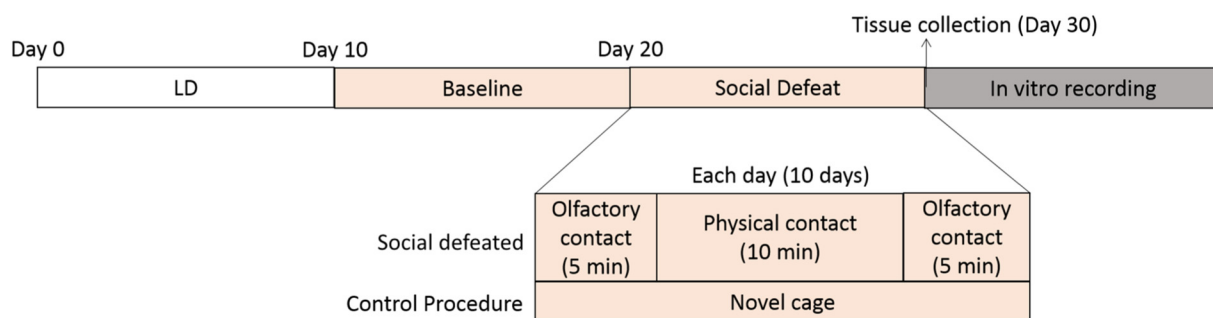 Tissue collection (Day 30)
Day 0
Day 10
Day 20
LD
Baseline
Social Defeat
In vitro recording
Each day (10 days)
Social defeated
Olfactory
contact
(5 min)
Physical contact
(10 min)
Olfactory
contact
(5 min)
Control Procedure
Novel cage